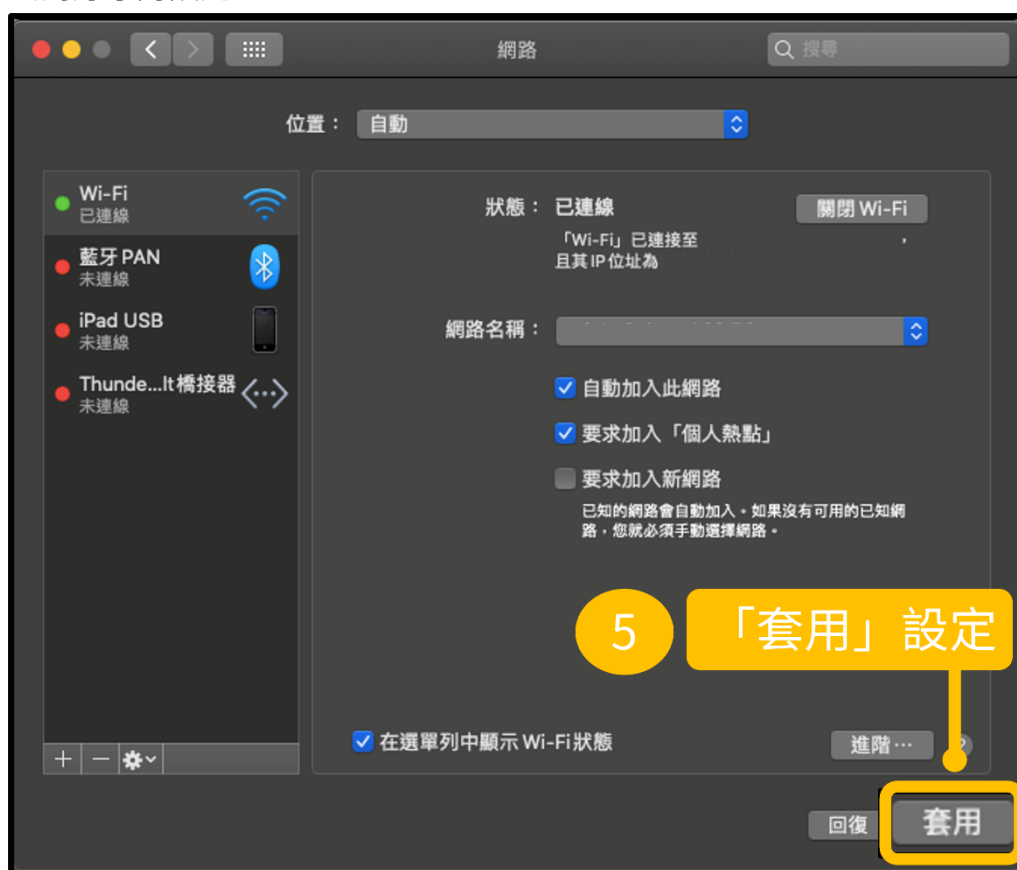 網路
搜尋
位置： 自動
Wi-Fi
已連線
藍牙 PAN
未連線
iPad USB
未連線
Thunde...lt 橋接器
未連線
狀態： 已連線
關閉 Wi-Fi
「Wi-Fi」已連接至 ，
且其 IP 位址為
網路名稱：
自動加入此網路
要求加入「個人熱點」
要求加入新網路
已知的網路會自動加入。如果沒有可用的已知網
路，您就必須手動選擇網路。
5 「套用」設定
在選單列中顯示 Wi-Fi 狀態
進階…
?
回復
套用